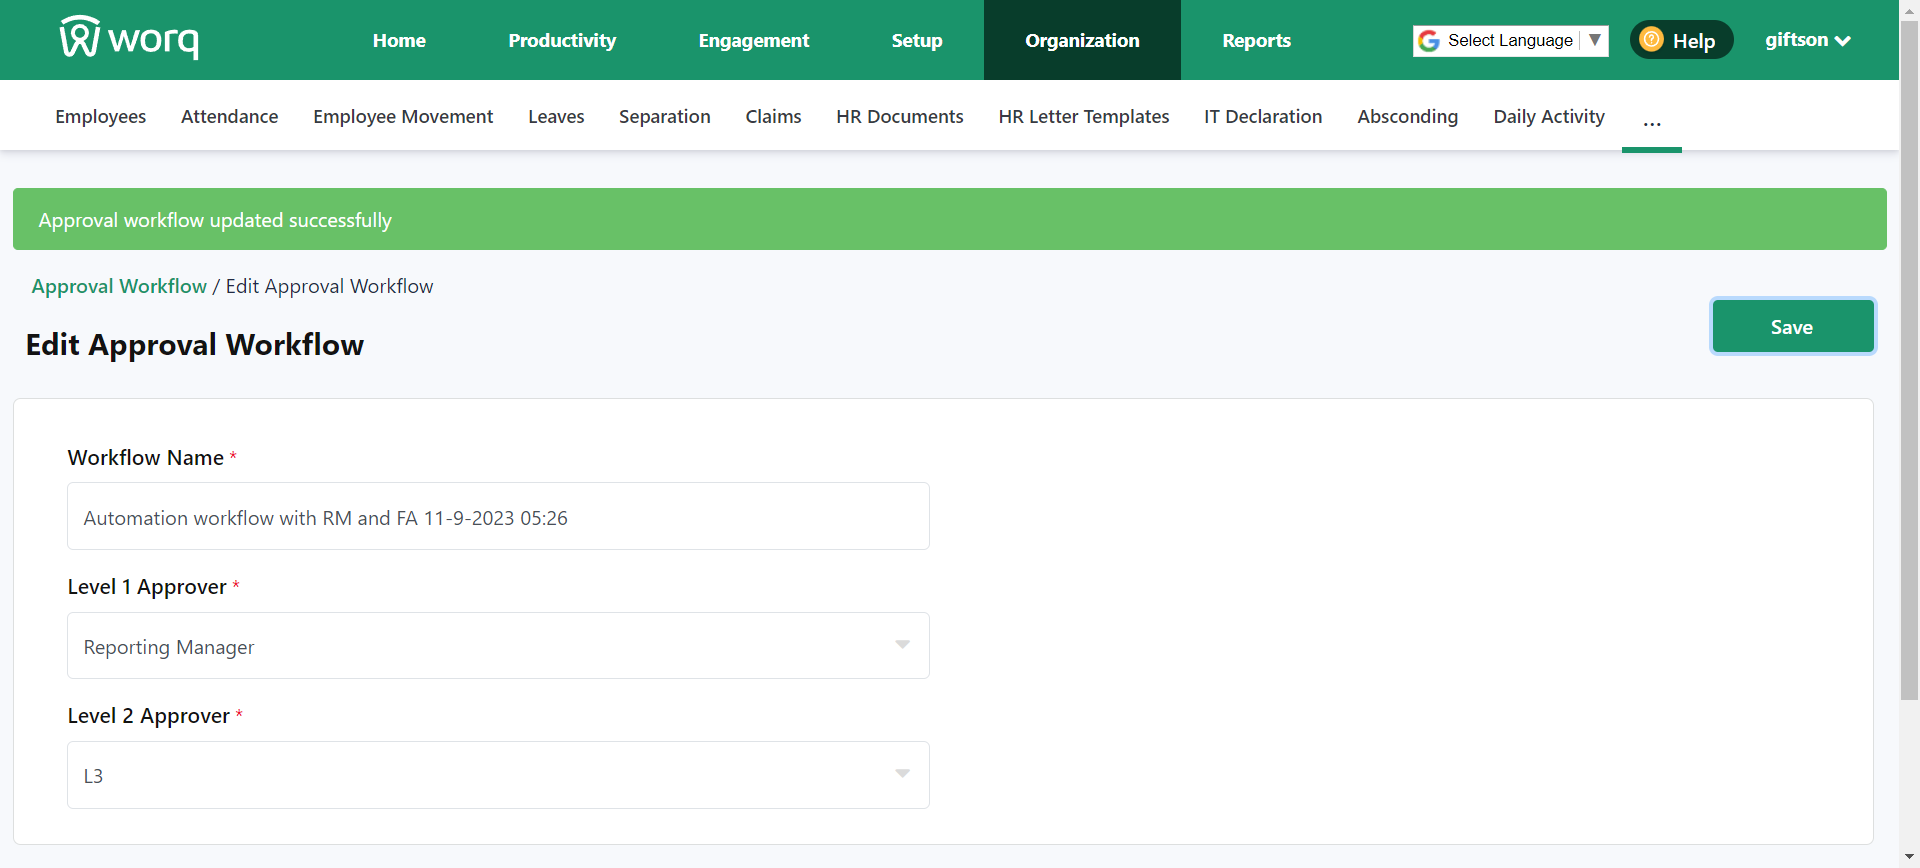 worq
Home Productivity Engagement Setup Organization Reports Select Language ▼ Help giftson
Employees Attendance Employee Movement Leaves Separation Claims HR Documents HR Letter Templates IT Declaration Absconding Daily Activity ...
Approval workflow updated successfully
Approval Workflow / Edit Approval Workflow
Save
Edit Approval Workflow
Workflow Name *
Automation workflow with RM and FA 11-9-2023 05:26
Level 1 Approver *
Reporting Manager
Level 2 Approver *
L3